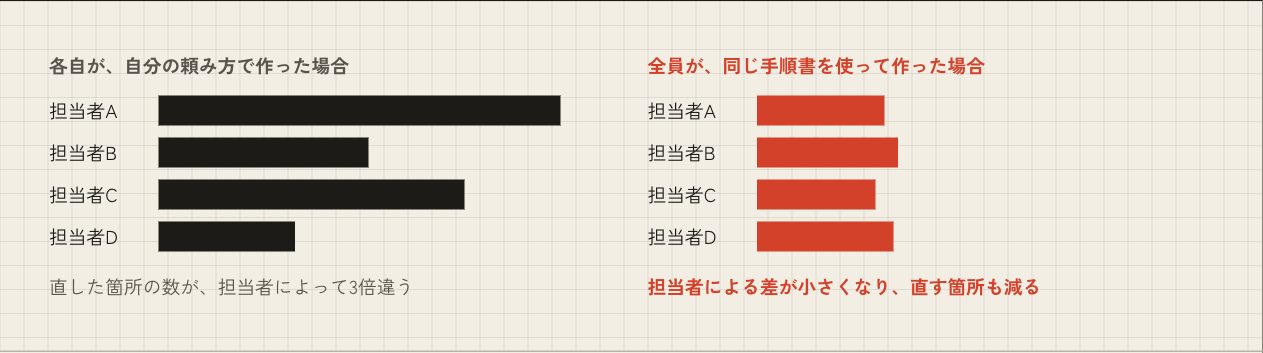 各自が、自分の頼み方で作った場合
担当者A
担当者B
担当者C
担当者D
直した箇所の数が、担当者によって3倍違う
全員が、同じ手順書を使って作った場合
担当者A
担当者B
担当者C
担当者D
担当者による差が小さくなり、直す箇所も減る